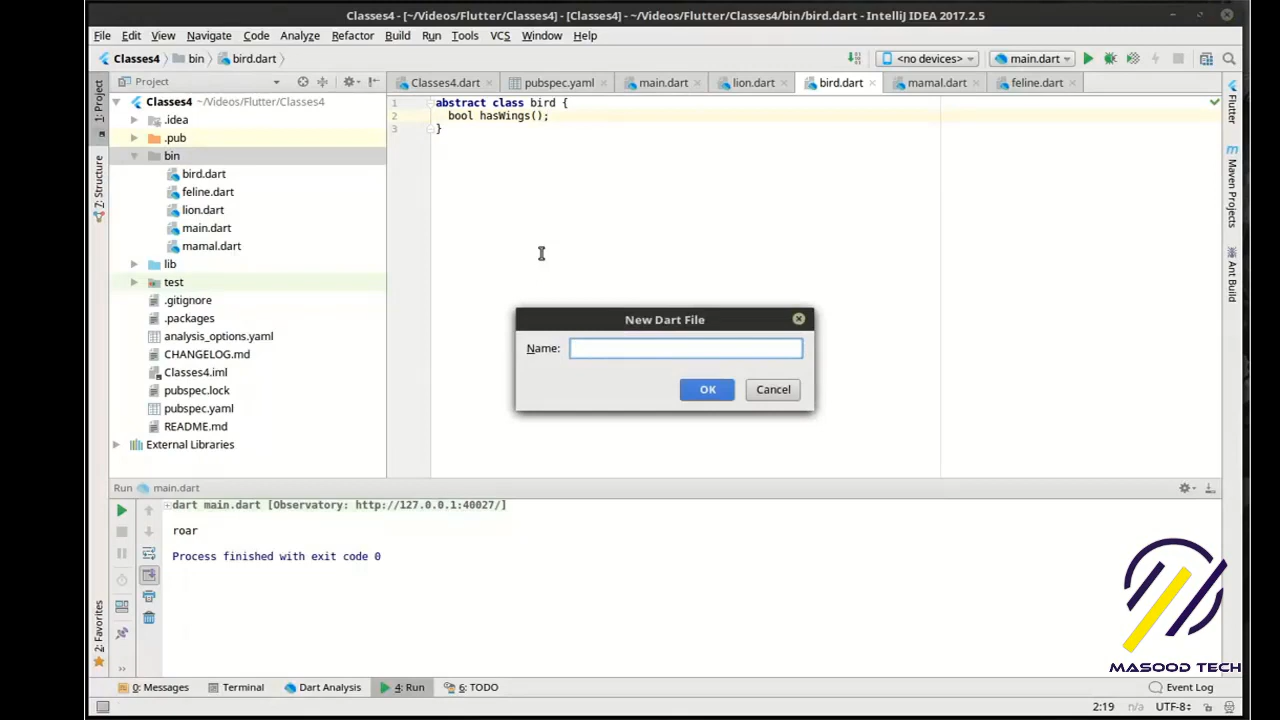 Classes4 - [~/Videos/Flutter/Classes4] - [Classes4] - ~/Videos/Flutter/Classes4/bin/bird.dart - IntelliJ IDEA 2017.2.5
File Edit View Navigate Code Analyze Refactor Build Run Tools VCS Window Help
Classes4 bin bird.dart <no devices> main.dart
Project Classes4.dart pubspec.yaml main.dart lion.dart bird.dart mamal.dart feline.dart
1: Project
7: Structure
2: Favorites
Classes4 ~/Videos/Flutter/Classes4
.idea
.pub
bin
bird.dart
feline.dart
lion.dart
main.dart
mamal.dart
lib
test
.gitignore
.packages
analysis_options.yaml
CHANGELOG.md
Classes4.iml
pubspec.lock
pubspec.yaml
README.md
External Libraries
1 abstract class bird {
2 bool hasWings();
3 }
New Dart File
Name:
OK Cancel
Flutter
Maven Projects
Ant Build
Run main.dart
dart main.dart [Observatory: http://127.0.0.1:40027/]
roar
Process finished with exit code 0
MASOOD TECH
0: Messages Terminal Dart Analysis 4: Run 6: TODO Event Log
2:19 n/a UTF-8